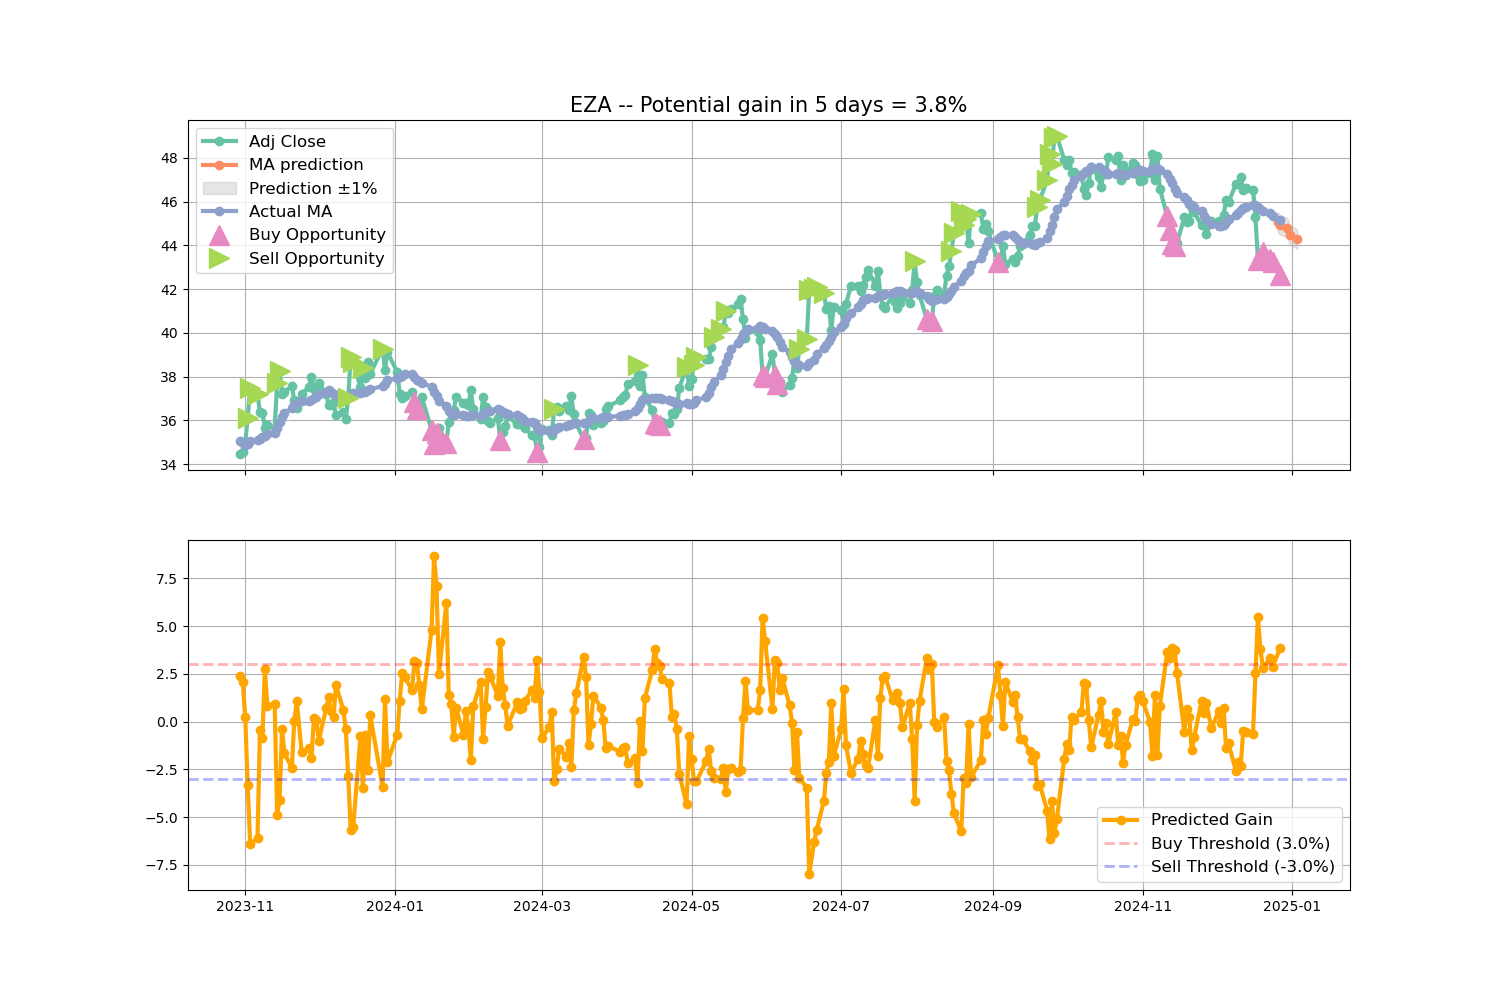 EZA -- Potential gain in 5 days = 3.8%
Adj Close
MA prediction
Prediction ±1%
Actual MA
Buy Opportunity
Sell Opportunity
48
46
44
42
40
38
36
34
7.5
5.0
2.5
0.0
−2.5
−5.0
−7.5
Predicted Gain
Buy Threshold (3.0%)
Sell Threshold (-3.0%)
2023-11
2024-01
2024-03
2024-05
2024-07
2024-09
2024-11
2025-01